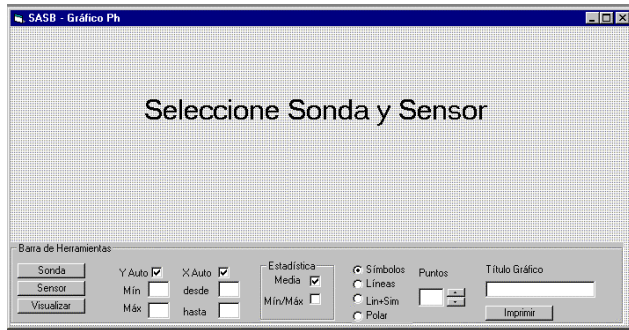 SASB - Gráfico Ph
Seleccione Sonda y Sensor
Barra de Herramientas
Sonda
Sensor
Visualizar
Y Auto
Mín
Máx
X Auto
desde
hasta
Estadística
Media
Mín/Máx
Símbolos
Líneas
Lin+Sim
Polar
Puntos
Título Gráfico
Imprimir